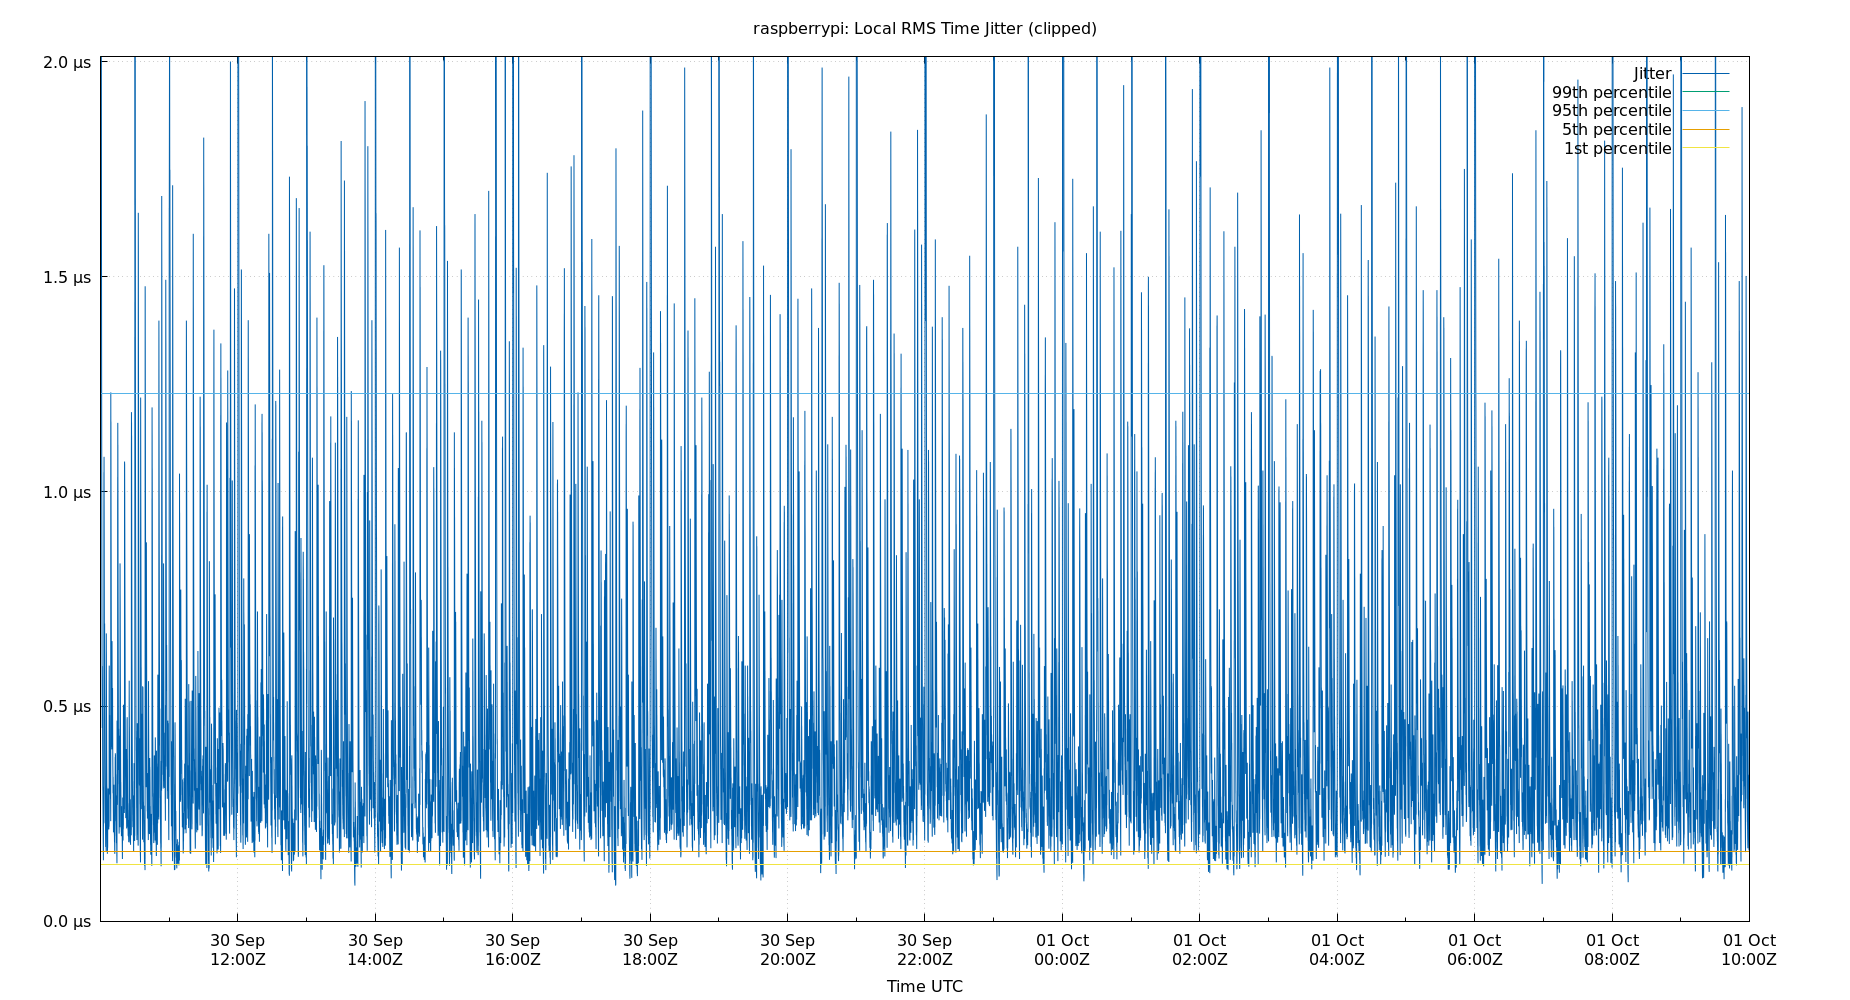 raspberrypi: Local RMS Time Jitter (clipped)
2.0 µs
1.5 µs
1.0 µs
0.5 µs
0.0 µs
Jitter
99th percentile
95th percentile
5th percentile
1st percentile
30 Sep 30 Sep 30 Sep 30 Sep 30 Sep 30 Sep 01 Oct 01 Oct 01 Oct 01 Oct 01 Oct 01 Oct
12:00Z 14:00Z 16:00Z 18:00Z 20:00Z 22:00Z 00:00Z 02:00Z 04:00Z 06:00Z 08:00Z 10:00Z
Time UTC